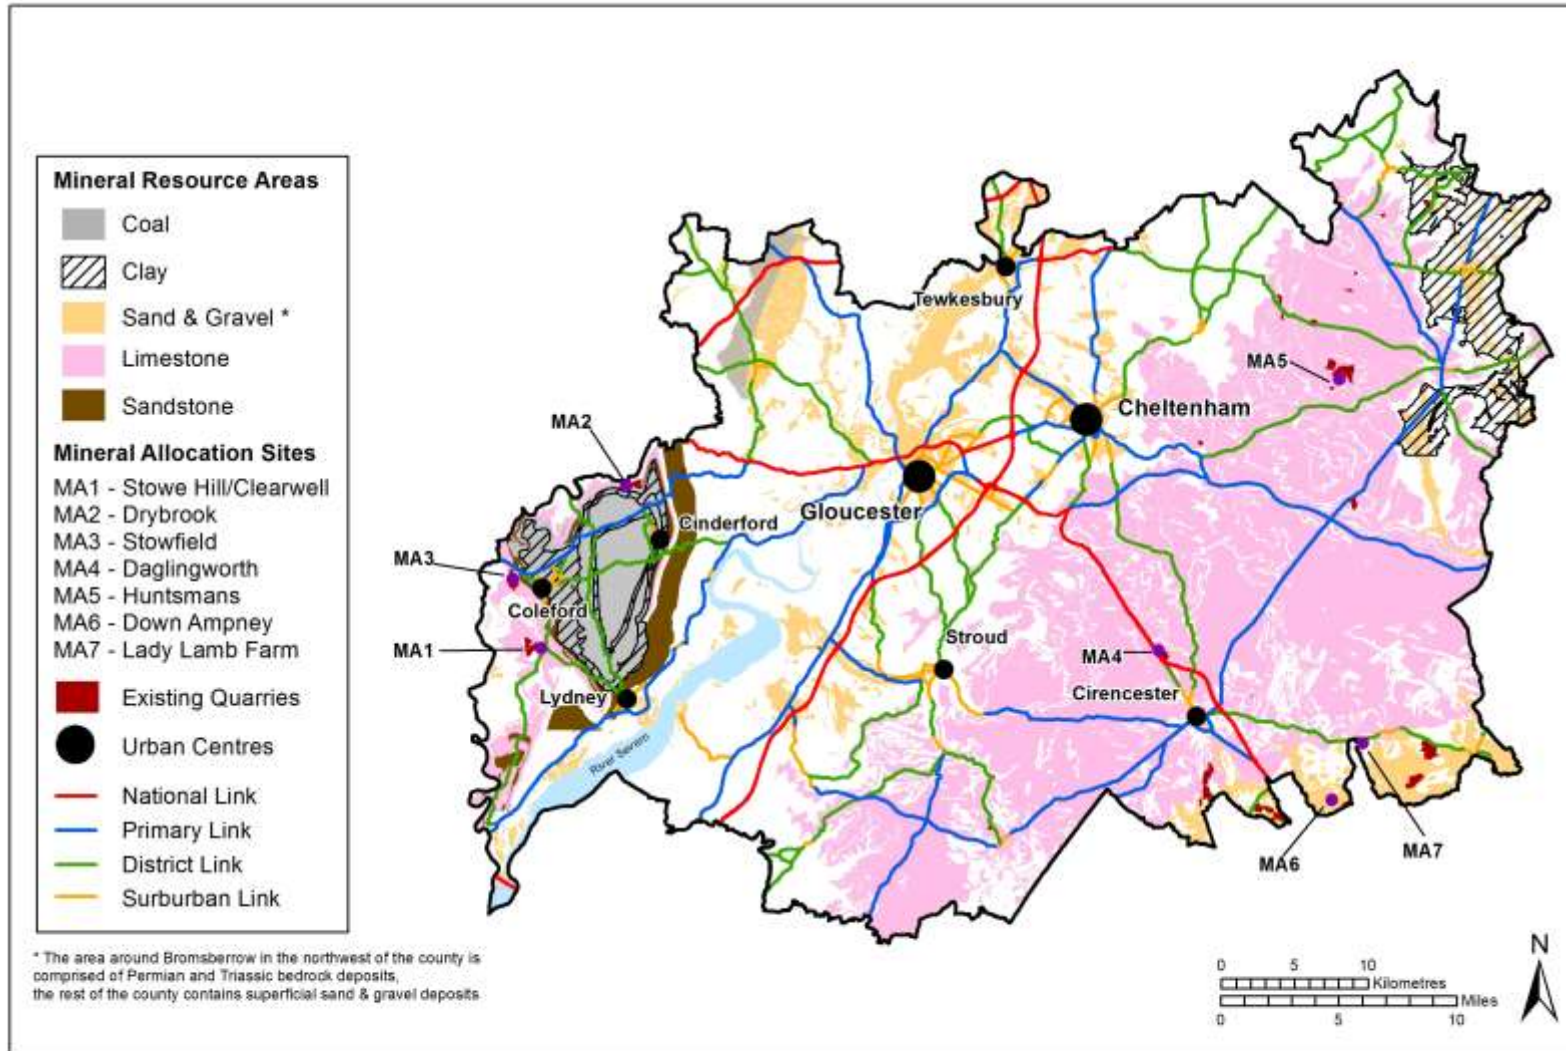 Mineral Resource Areas
Coal
Clay
Sand & Gravel *
Limestone
Sandstone
Mineral Allocation Sites
MA1 - Stowe Hill/Clearwell
MA2 - Drybrook
MA3 - Stowfield
MA4 - Daglingworth
MA5 - Huntsmans
MA6 - Down Ampney
MA7 - Lady Lamb Farm
Existing Quarries
Urban Centres
National Link
Primary Link
District Link
Surburban Link
* The area around Bromsberrow in the northwest of the county is
comprised of Permian and Triassic bedrock deposits,
the rest of the county contains superficial sand & gravel deposits
Tewkesbury
MA5
Cheltenham
MA2
Gloucester
Cinderford
MA3
Coleford
Stroud
MA1
MA4
Lydney
Cirencester
River Severn
MA6
MA7
N
0 5 10
Kilometres
Miles
0 5 10